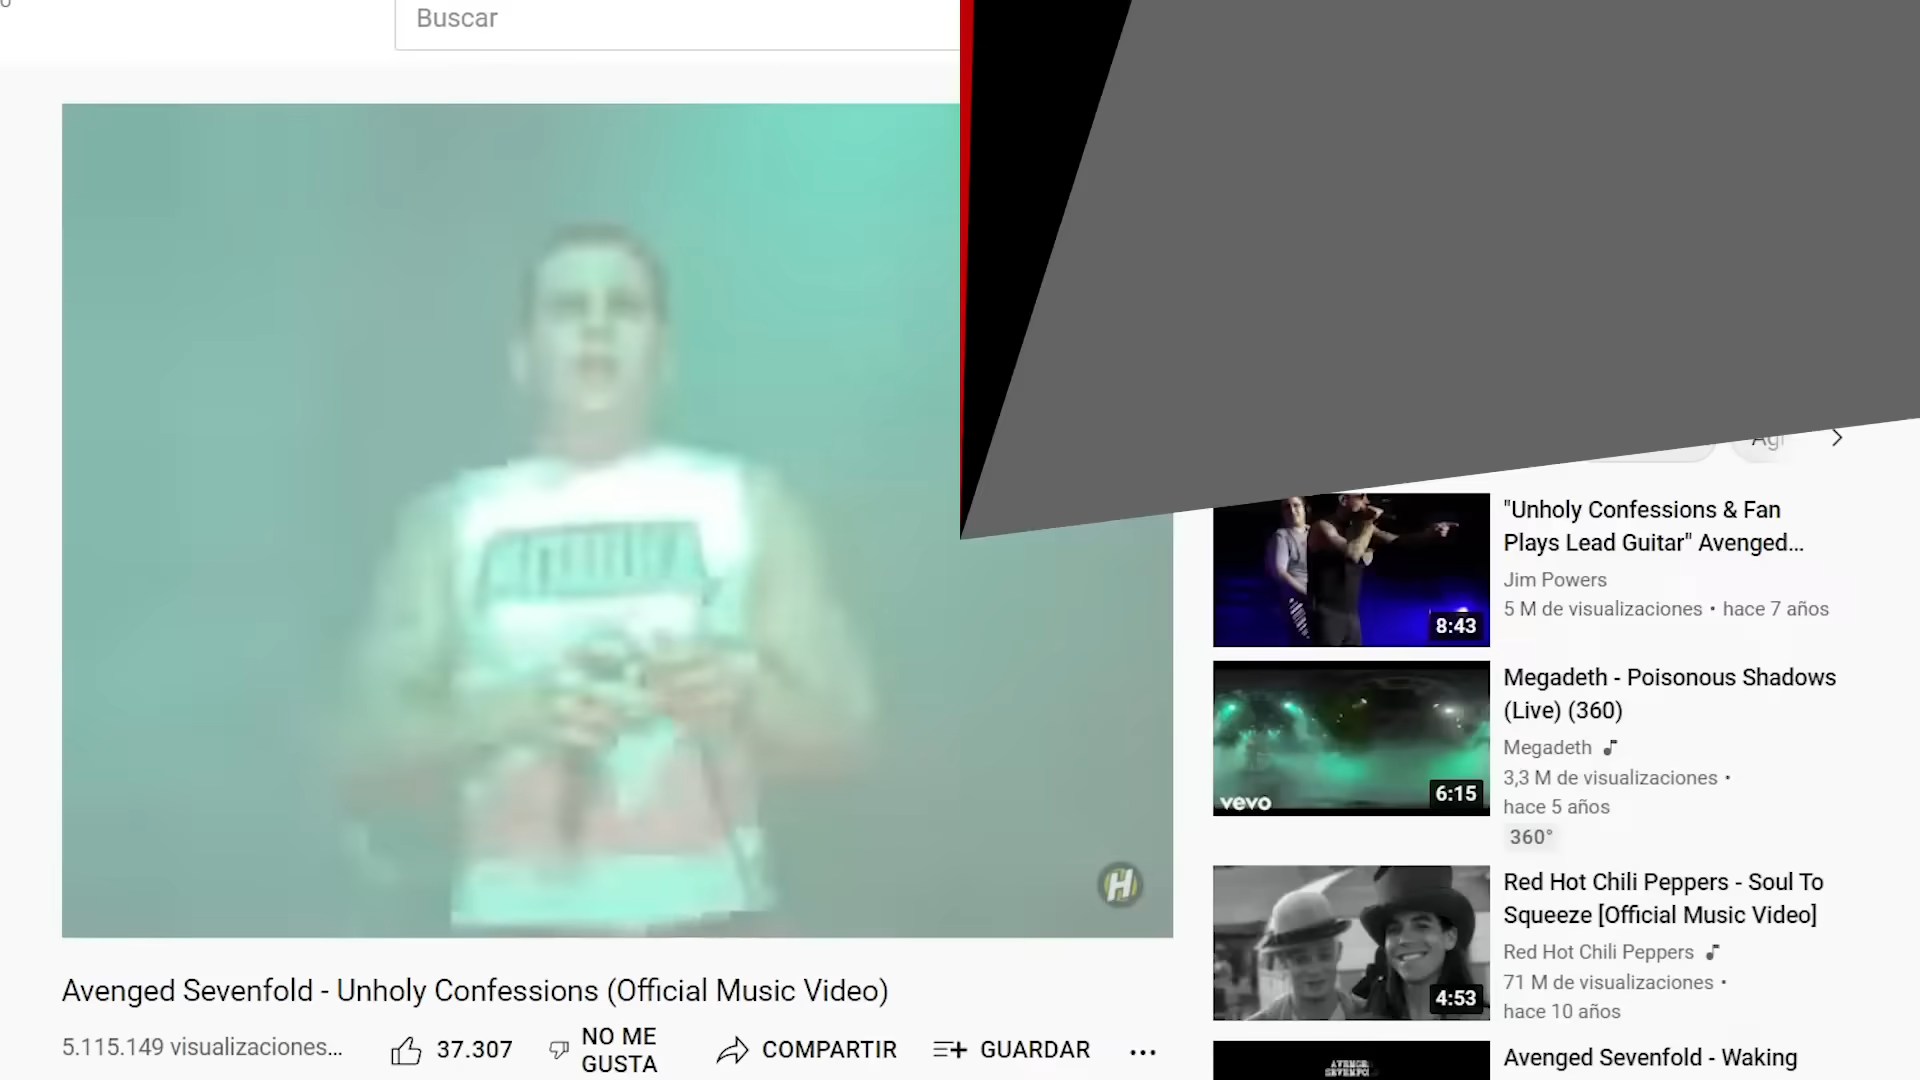 Buscar
Agr
"Unholy Confessions & Fan
Plays Lead Guitar" Avenged...
Jim Powers
5 M de visualizaciones • hace 7 años
8:43
Megadeth - Poisonous Shadows
(Live) (360)
Megadeth
3,3 M de visualizaciones •
hace 5 años
360°
vevo
6:15
Red Hot Chili Peppers - Soul To
Squeeze [Official Music Video]
Red Hot Chili Peppers
71 M de visualizaciones •
hace 10 años
4:53
Avenged Sevenfold - Waking
AVENGED
SEVENFOLD
H
Avenged Sevenfold - Unholy Confessions (Official Music Video)
5.115.149 visualizaciones...
37.307
NO ME
GUSTA
COMPARTIR
GUARDAR